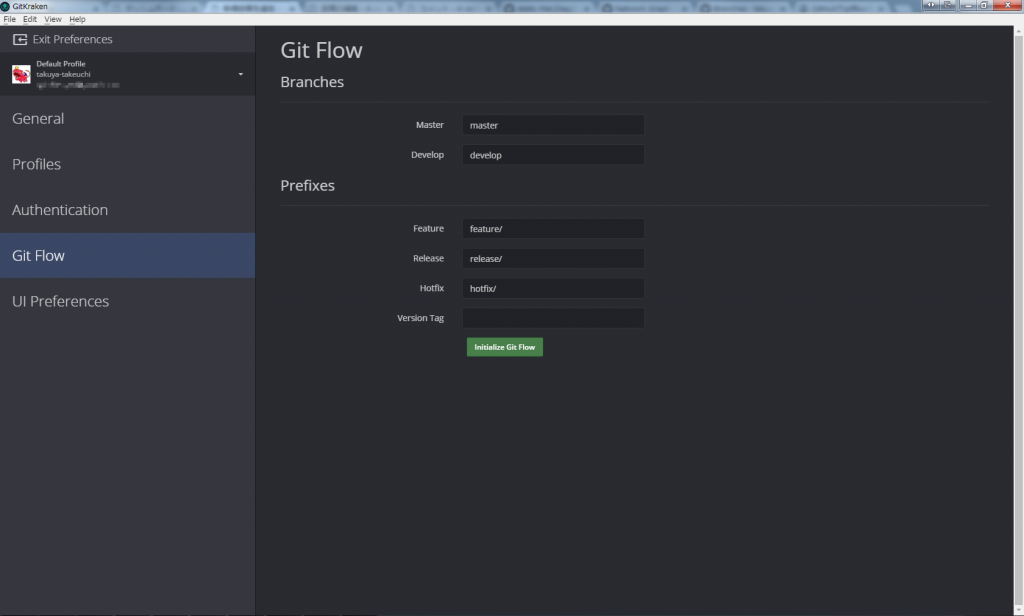 GitKraken
File Edit View Help
Exit Preferences
Default Profile
takuya-takeuchi
General
Profiles
Authentication
Git Flow
UI Preferences
Git Flow
Branches
Master master
Develop develop
Prefixes
Feature feature/
Release release/
Hotfix hotfix/
Version Tag
Initialize Git Flow